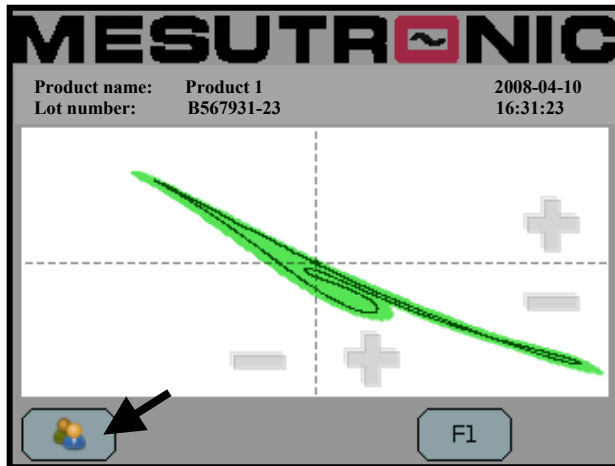 MESUTRONIC
Product name: Product 1 2008-04-10
Lot number: B567931-23 16:31:23
F1